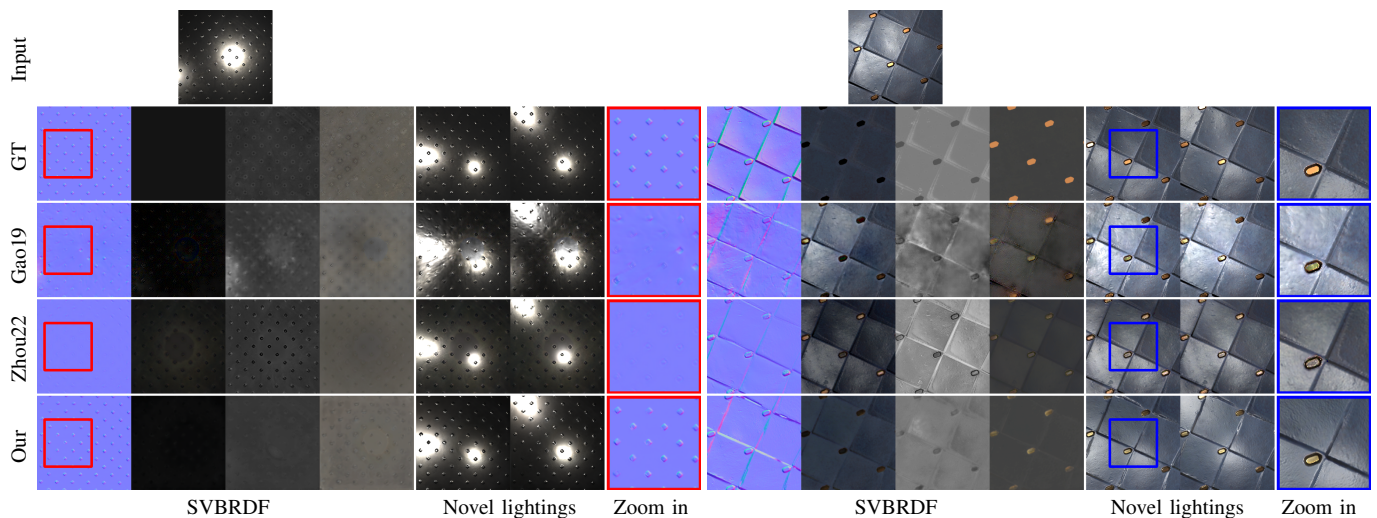 Input
GT
Gao19
Zhou22
Our
SVBRDF Novel lightings Zoom in SVBRDF Novel lightings Zoom in